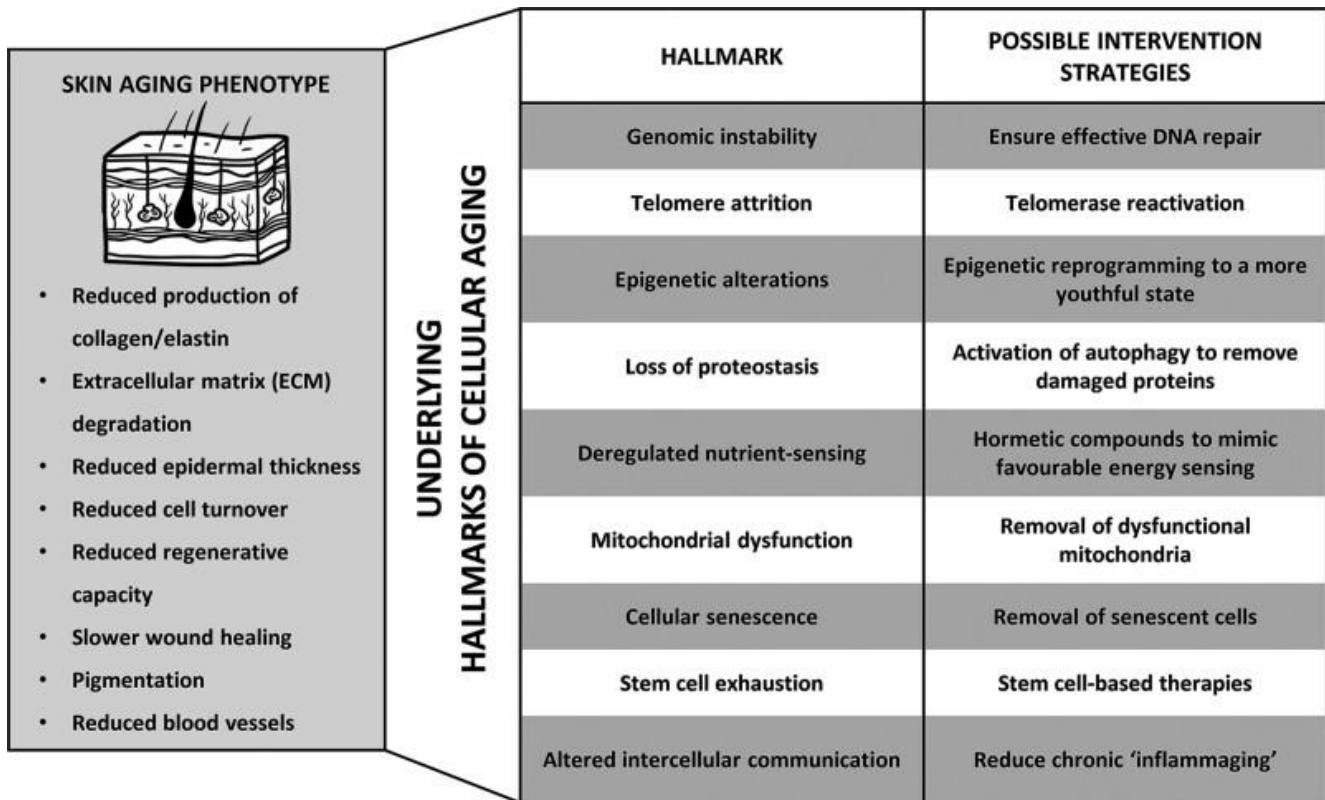 SKIN AGING PHENOTYPE
• Reduced production of
collagen/elastin
• Extracellular matrix (ECM)
degradation
• Reduced epidermal thickness
• Reduced cell turnover
• Reduced regenerative
capacity
• Slower wound healing
• Pigmentation
• Reduced blood vessels
UNDERLYING
HALLMARKS OF CELLULAR AGING
HALLMARK
POSSIBLE INTERVENTION
STRATEGIES
Genomic instability
Ensure effective DNA repair
Telomere attrition
Telomerase reactivation
Epigenetic alterations
Epigenetic reprogramming to a more
youthful state
Loss of proteostasis
Activation of autophagy to remove
damaged proteins
Deregulated nutrient-sensing
Hormetic compounds to mimic
favourable energy sensing
Mitochondrial dysfunction
Removal of dysfunctional
mitochondria
Cellular senescence
Removal of senescent cells
Stem cell exhaustion
Stem cell-based therapies
Altered intercellular communication
Reduce chronic ‘inflammaging’